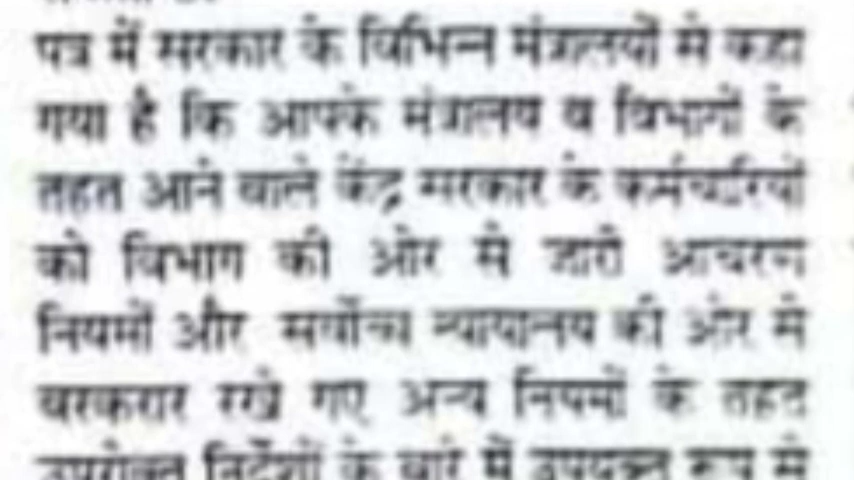 पत्र में सरकार के विभिन्न मंत्रालयों से कहा
गया है कि आपके मंत्रालय व विभागों के
तहत आने वाले केंद्र सरकार के कर्मचारियों
को विभाग की ओर से जारी आचरण
नियमों और सर्वोच्च न्यायालय की ओर से
बरकरार रखे गए अन्य नियमों के तहत
उपरोक्त निर्देशों के बारे में उपयुक्त रूप से